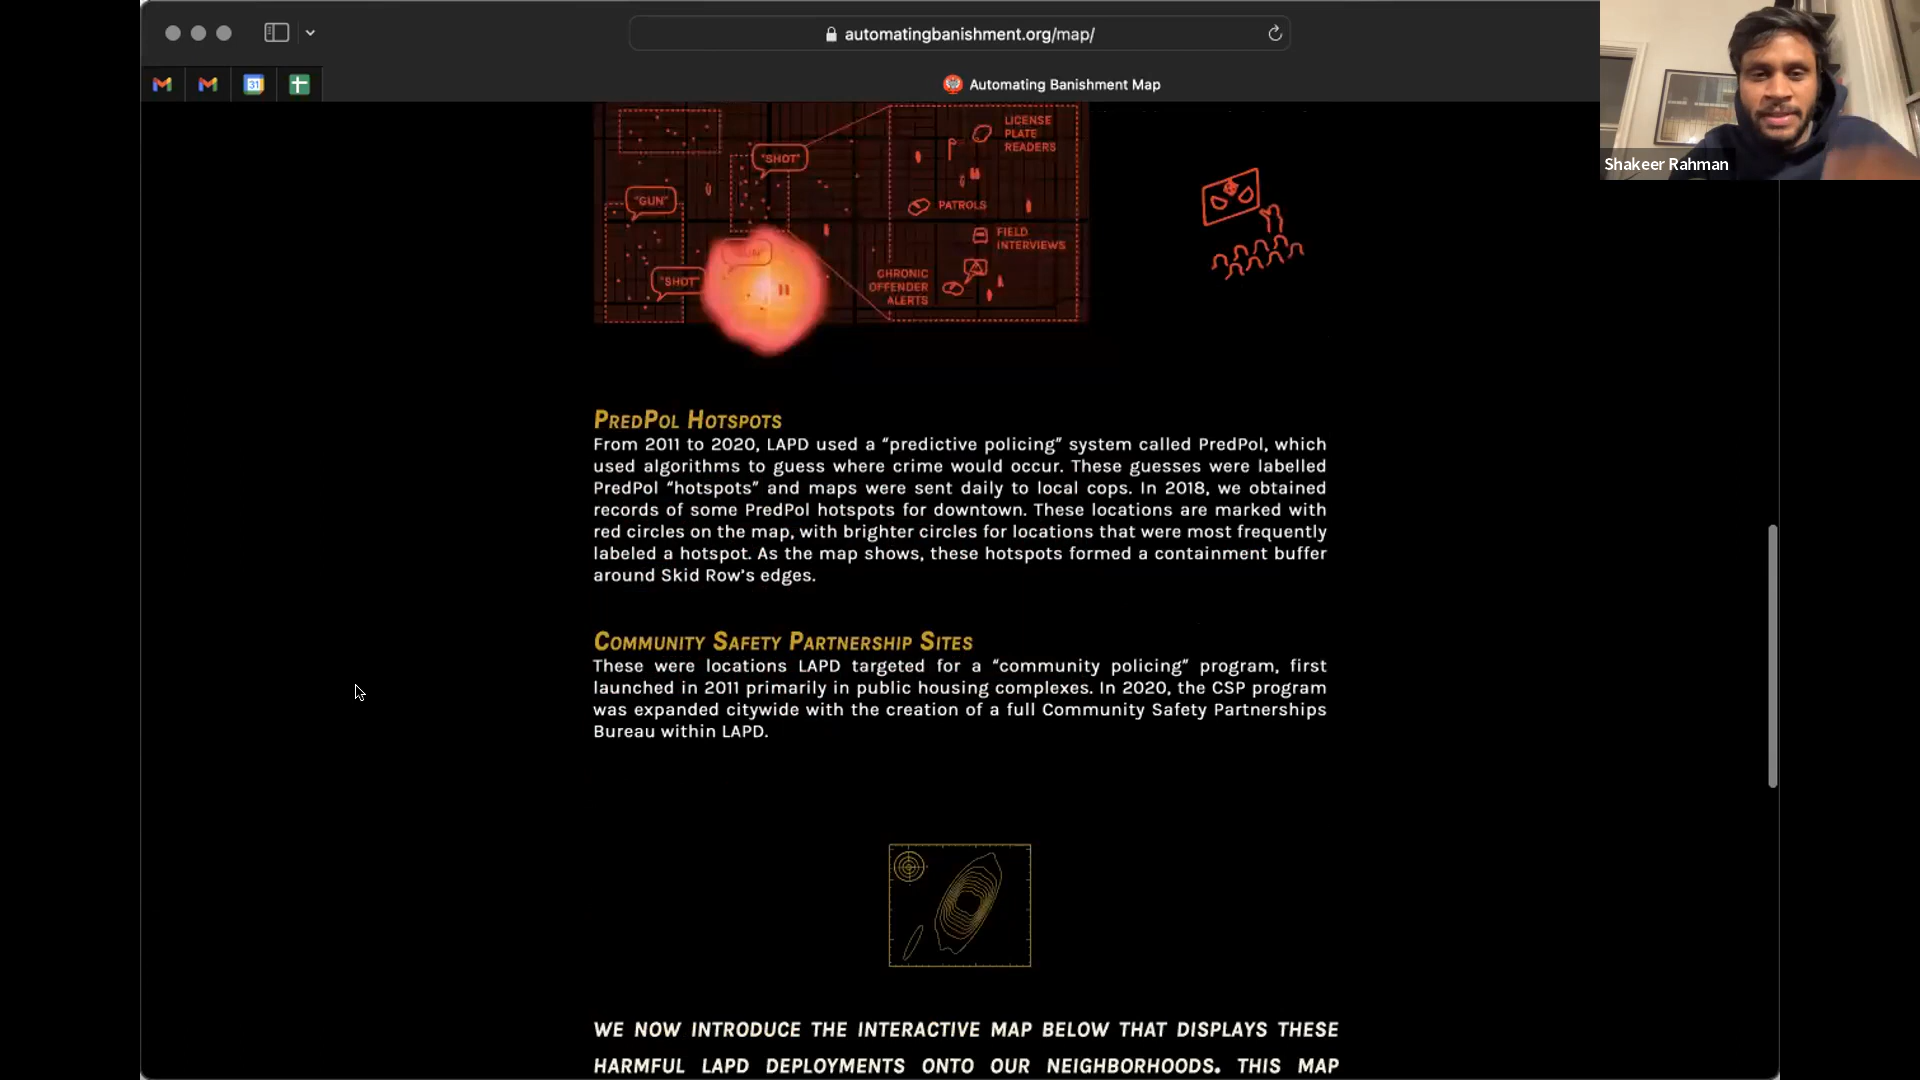 automatingbanishment.org/map/
31
Automating Banishment Map
Shakeer Rahman
LICENSE
PLATE
READERS
"SHOT"
"GUN"
PATROLS
FIELD
INTERVIEWS
"SHOT"
CHRONIC
OFFENDER
ALERTS
PREDPOL HOTSPOTS
From 2011 to 2020, LAPD used a “predictive policing” system called PredPol, which
used algorithms to guess where crime would occur. These guesses were labelled
PredPol “hotspots” and maps were sent daily to local cops. In 2018, we obtained
records of some PredPol hotspots for downtown. These locations are marked with
red circles on the map, with brighter circles for locations that were most frequently
labeled a hotspot. As the map shows, these hotspots formed a containment buffer
around Skid Row’s edges.
COMMUNITY SAFETY PARTNERSHIP SITES
These were locations LAPD targeted for a “community policing” program, first
launched in 2011 primarily in public housing complexes. In 2020, the CSP program
was expanded citywide with the creation of a full Community Safety Partnerships
Bureau within LAPD.
WE NOW INTRODUCE THE INTERACTIVE MAP BELOW THAT DISPLAYS THESE
HARMFUL LAPD DEPLOYMENTS ONTO OUR NEIGHBORHOODS. THIS MAP